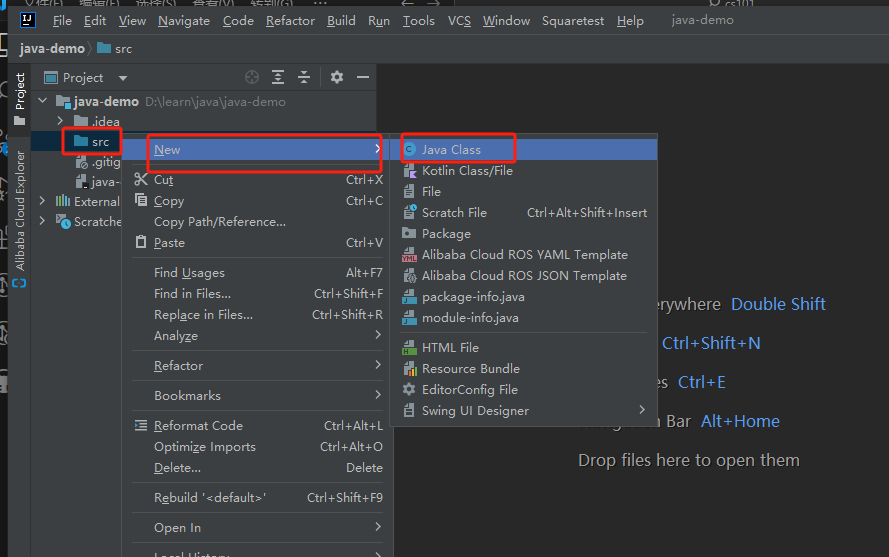 File Edit View Navigate Code Refactor Build Run Tools VCS Window Squaretest Help java-demo
java-demo src
Project
Project
java-demo D:\learn\java\java-demo
.idea
src
.gitig
java-
External
Scratche
Alibaba Cloud Explorer
New
Cut Ctrl+X
Copy Ctrl+C
Copy Path/Reference...
Paste Ctrl+V
Find Usages Alt+F7
Find in Files... Ctrl+Shift+F
Replace in Files... Ctrl+Shift+R
Analyze
Refactor
Bookmarks
Reformat Code Ctrl+Alt+L
Optimize Imports Ctrl+Alt+O
Delete... Delete
Rebuild '<default>' Ctrl+Shift+F9
Open In
Local History
Java Class
Kotlin Class/File
File
Scratch File Ctrl+Alt+Shift+Insert
Package
Alibaba Cloud ROS YAML Template
Alibaba Cloud ROS JSON Template
package-info.java
module-info.java
HTML File
Resource Bundle
EditorConfig File
Swing UI Designer
erywhere Double Shift
Ctrl+Shift+N
es Ctrl+E
Bar Alt+Home
Drop files here to open them